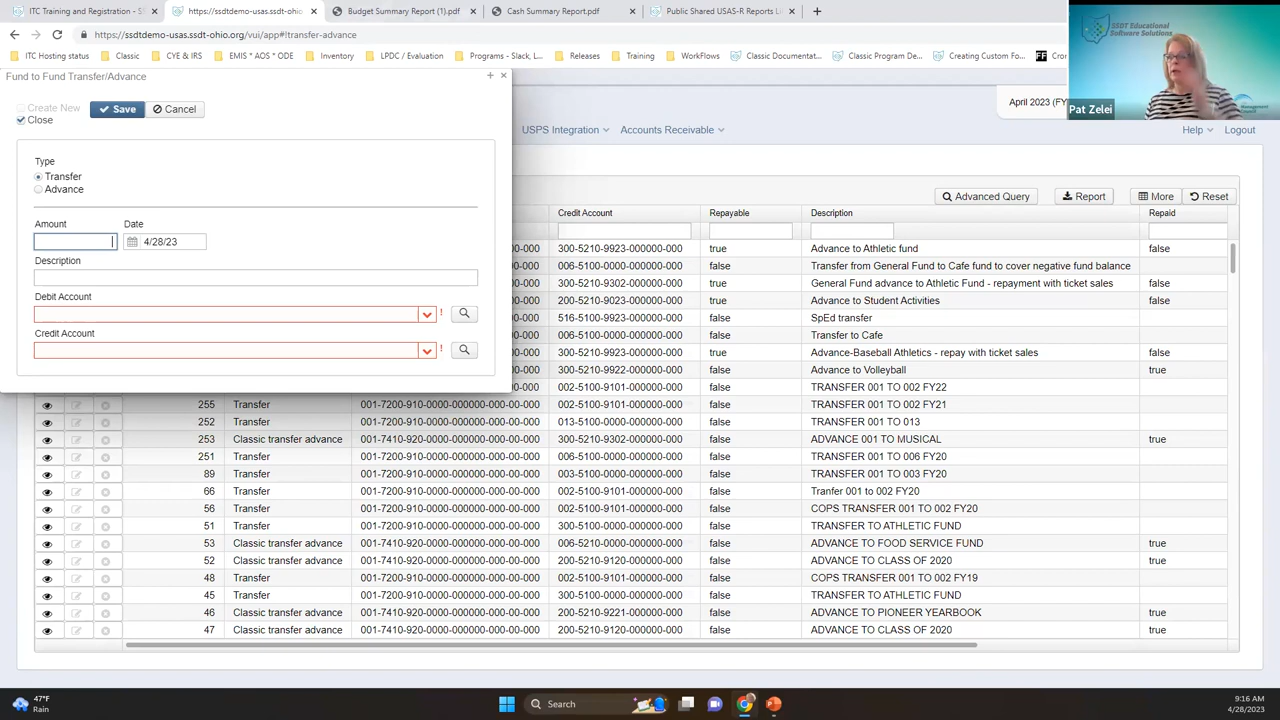 ITC Training and Registration - S
https://ssdtdemo-usas.ssdt-ohio
Budget Summary Report (1).pdf
Cash Summary Report.pdf
Public Shared USAS-R Reports Li
https://ssdtdemo-usas.ssdt-ohio.org/vui/app#!transfer-advance
ITC Hosting status
Classic
CYE & IRS
EMIS * AOS * ODE
Inventory
LPDC / Evaluation
Programs - Slack, L...
Releases
Training
WorkFlows
Classic Documentat...
Classic Program De...
Creating Custom For...
SSDT Educational
Software Solutions
Management
Council
Pat Zelei
Fund to Fund Transfer/Advance
Create New
Close
Save
Cancel
April 2023 (FY
USPS Integration
Accounts Receivable
Help
Logout
Type
Transfer
Advance
Amount
Date
4/28/23
Description
Debit Account
!
Credit Account
!
Advanced Query
Report
More
Reset
Credit Account Repayable Description Repaid
00-000 300-5210-9923-000000-000 true Advance to Athletic fund false
00-000 006-5100-0000-000000-000 false Transfer from General Fund to Cafe fund to cover negative fund balance
00-000 300-5210-9302-000000-000 true General Fund advance to Athletic Fund - repayment with ticket sales false
00-000 200-5210-9023-000000-000 true Advance to Student Activities false
00-000 516-5100-9023-000000-000 false SpEd transfer
00-000 006-5100-0000-000000-000 false Transfer to Cafe
00-000 300-5210-9923-000000-000 true Advance-Baseball Athletics - repay with ticket sales false
00-000 300-5210-9922-000000-000 false Advance to Volleyball true
00-000 002-5100-9101-000000-000 false TRANSFER 001 TO 002 FY22
255 Transfer 001-7200-910-0000-000000-000-00-000 002-5100-9101-000000-000 false TRANSFER 001 TO 002 FY21
252 Transfer 001-7200-910-0000-000000-000-00-000 013-5100-0000-000000-000 false TRANSFER 001 TO 013
253 Classic transfer advance 001-7410-920-0000-000000-000-00-000 300-5210-9302-000000-000 false ADVANCE 001 TO MUSICAL true
251 Transfer 001-7200-910-0000-000000-000-00-000 006-5100-0000-000000-000 false TRANSFER 001 TO 006 FY20
89 Transfer 001-7200-910-0000-000000-000-00-000 003-5100-0000-000000-000 false TRANSFER 001 TO 003 FY20
66 Transfer 001-7200-910-0000-000000-000-00-000 002-5100-9101-000000-000 false Tranfer 001 to 002 FY20
56 Transfer 001-7200-910-0000-000000-000-00-000 002-5100-9101-000000-000 false COPS TRANSFER 001 TO 002 FY20
51 Transfer 001-7200-910-0000-000000-000-00-000 300-5100-0000-000000-000 false TRANSFER TO ATHLETIC FUND
53 Classic transfer advance 001-7410-920-0000-000000-000-00-000 006-5210-0000-000000-000 false ADVANCE TO FOOD SERVICE FUND true
52 Classic transfer advance 001-7410-920-0000-000000-000-00-000 200-5210-9120-000000-000 false ADVANCE TO CLASS OF 2020 true
48 Transfer 001-7200-910-0000-000000-000-00-000 002-5100-9101-000000-000 false COPS TRANSFER 001 TO 002 FY19
45 Transfer 001-7200-910-0000-000000-000-00-000 300-5100-0000-000000-000 false TRANSFER TO ATHLETIC FUND
46 Classic transfer advance 001-7410-920-0000-000000-000-00-000 200-5210-9221-000000-000 false ADVANCE TO PIONEER YEARBOOK true
47 Classic transfer advance 001-7410-920-0000-000000-000-00-000 200-5210-9120-000000-000 false ADVANCE TO CLASS OF 2020 true
47°F
Rain
Search
9:16 AM
4/28/2023